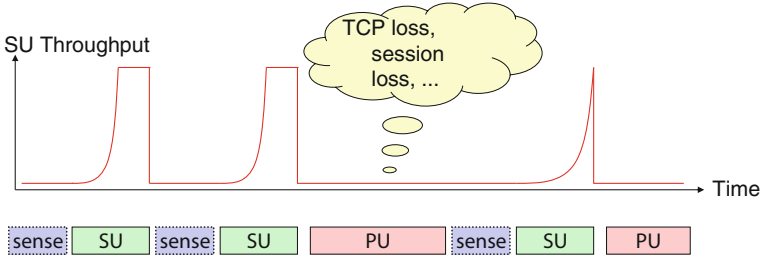 SU Throughput
TCP loss,
session
loss, ...
Time
sense SU sense SU PU sense SU PU